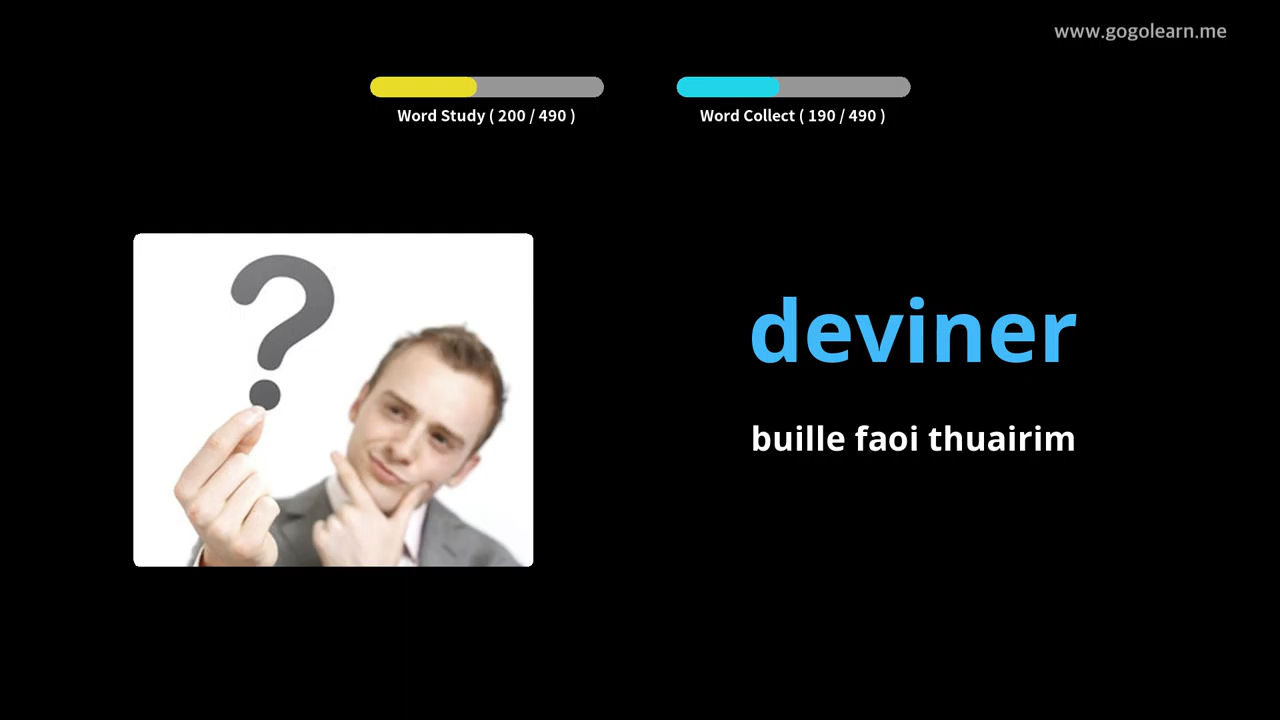 www.gogolearn.me
Word Study ( 200 / 490 )
Word Collect ( 190 / 490 )
deviner
buille faoi thuairim